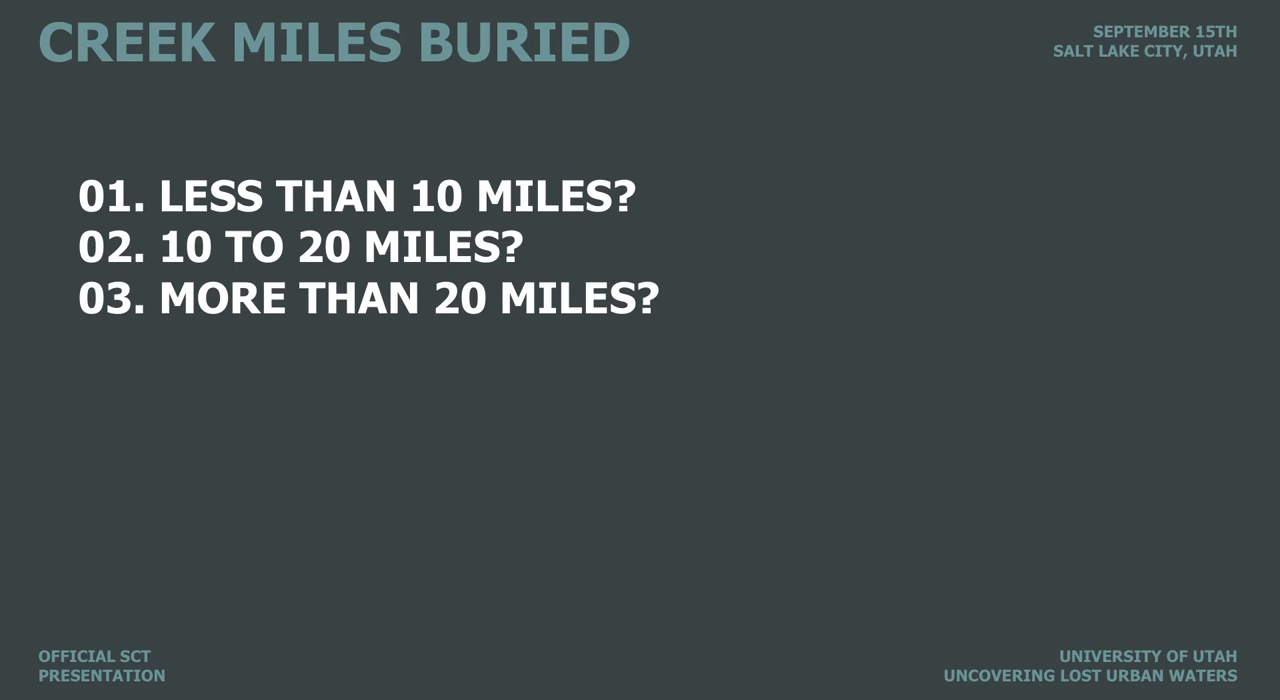 CREEK MILES BURIED
SEPTEMBER 15TH
SALT LAKE CITY, UTAH
01. LESS THAN 10 MILES?
02. 10 TO 20 MILES?
03. MORE THAN 20 MILES?
OFFICIAL SCT
PRESENTATION
UNIVERSITY OF UTAH
UNCOVERING LOST URBAN WATERS